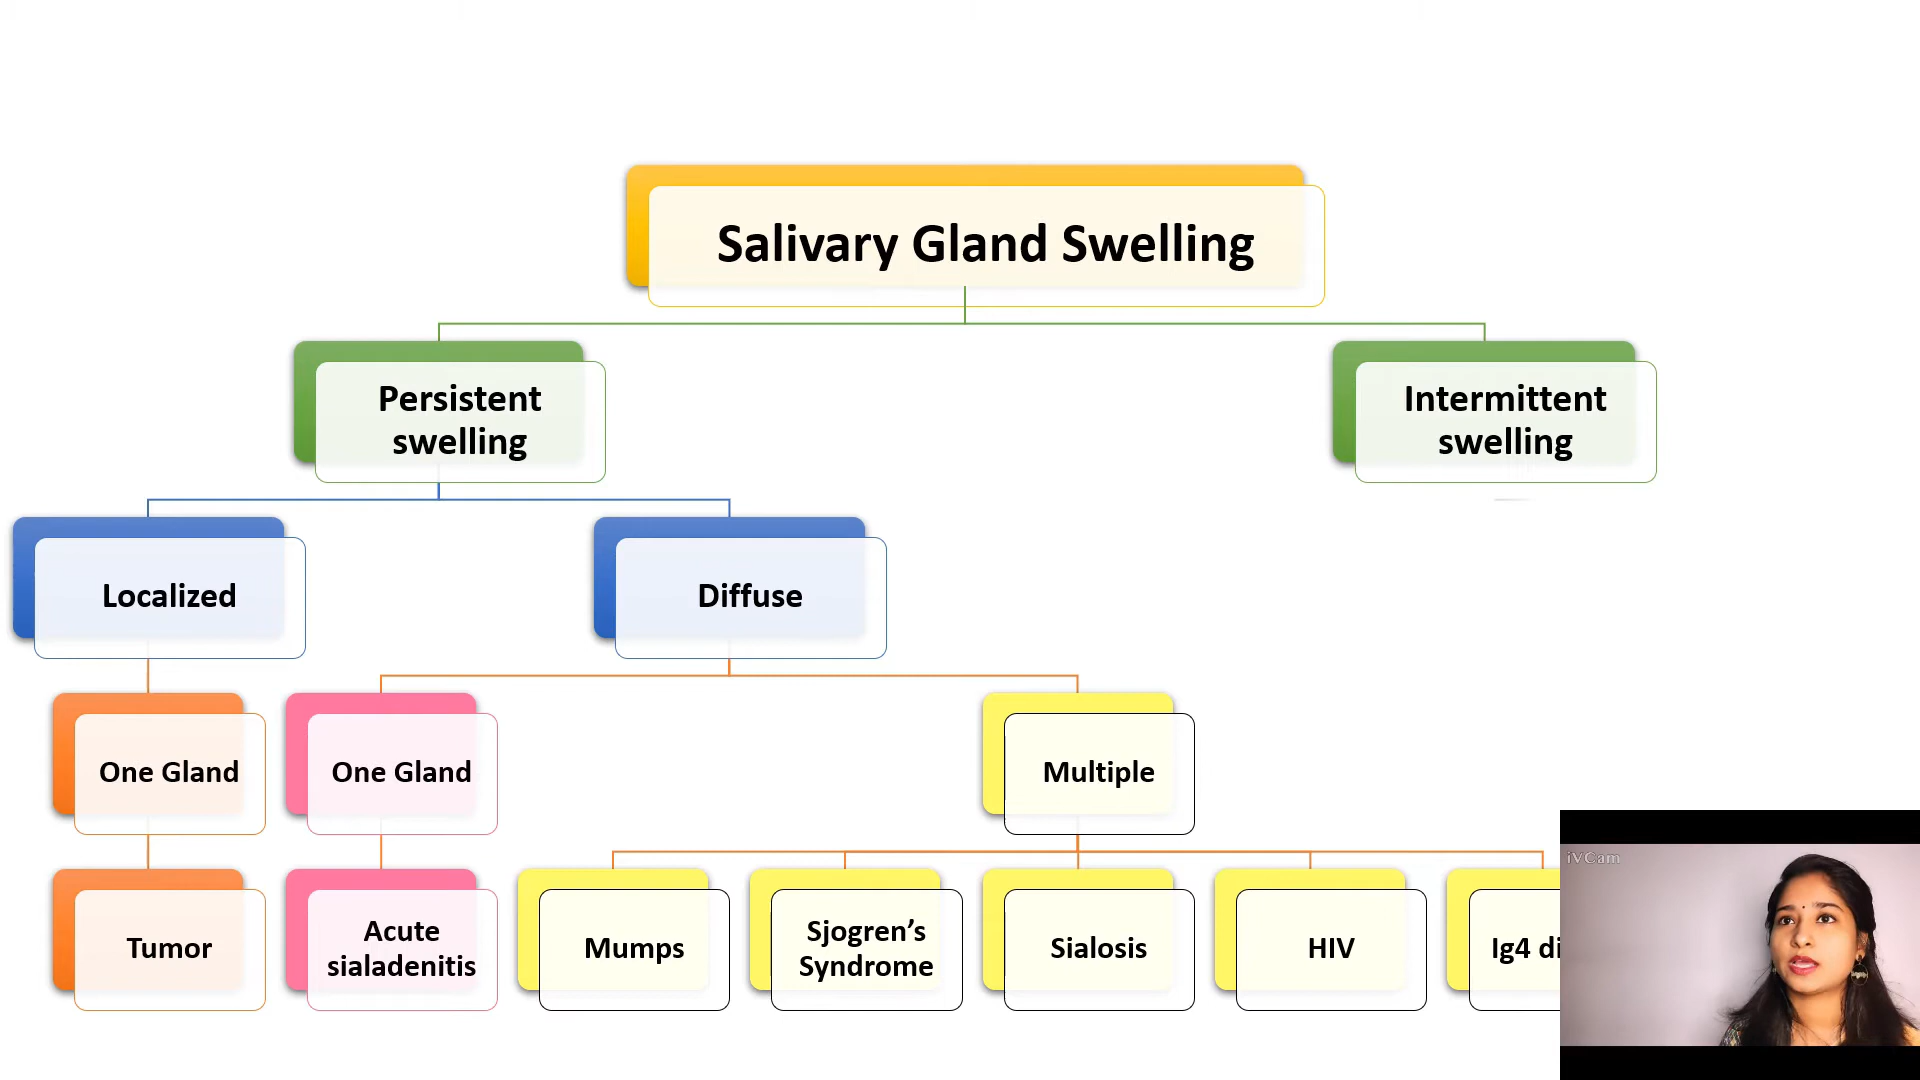 Salivary Gland Swelling
Persistent
swelling
Intermittent
swelling
Localized
Diffuse
One Gland
One Gland
Multiple
Tumor
Acute
sialadenitis
Mumps
Sjogren’s
Syndrome
Sialosis
HIV
Ig4 di
iVCam